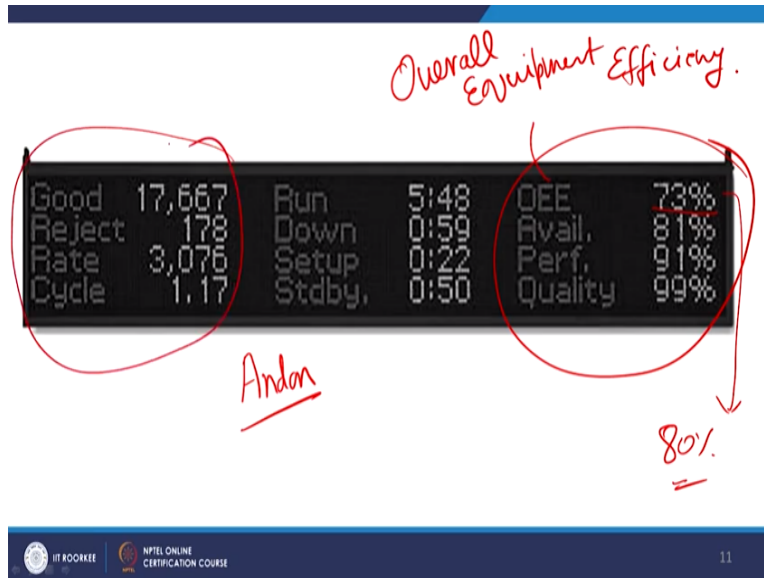 Overall
Equipment Efficiency.
Good 17,667 Run 5:48 OEE 73%
Reject 178 Down 0:59 Avail. 81%
Rate 3,076 Setup 0:22 Perf. 91%
Cycle 1.17 Stdby. 0:50 Quality 99%
Andon
80%
IIT ROORKEE
NPTEL ONLINE
CERTIFICATION COURSE
11